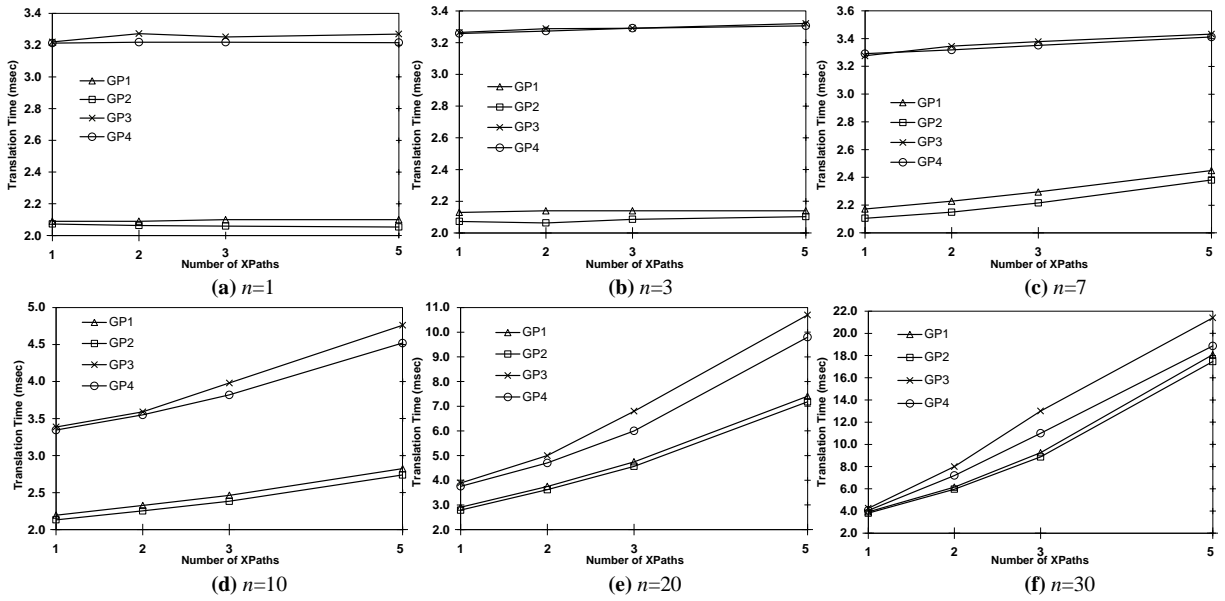 3.4
3.2
3.0
2.8
2.6
2.4
2.2
2.0
Translation Time (msec)
GP1
GP2
GP3
GP4
1
2
3
5
Number of XPaths
(a) n=1
3.4
3.2
3.0
2.8
2.6
2.4
2.2
2.0
Translation Time (msec)
GP1
GP2
GP3
GP4
1
2
3
5
Number of XPaths
(b) n=3
3.6
3.4
3.2
3.0
2.8
2.6
2.4
2.2
2.0
Translation Time (msec)
GP1
GP2
GP3
GP4
1
2
3
5
Number of XPaths
(c) n=7
5.0
4.5
4.0
3.5
3.0
2.5
2.0
Translation Time (msec)
GP1
GP2
GP3
GP4
1
2
3
5
Number of XPaths
(d) n=10
11.0
10.0
9.0
8.0
7.0
6.0
5.0
4.0
3.0
2.0
Translation Time (msec)
GP1
GP2
GP3
GP4
1
2
3
5
Number of XPaths
(e) n=20
22.0
20.0
18.0
16.0
14.0
12.0
10.0
8.0
6.0
4.0
2.0
Translation Time (msec)
GP1
GP2
GP3
GP4
1
2
3
5
Number of XPaths
(f) n=30